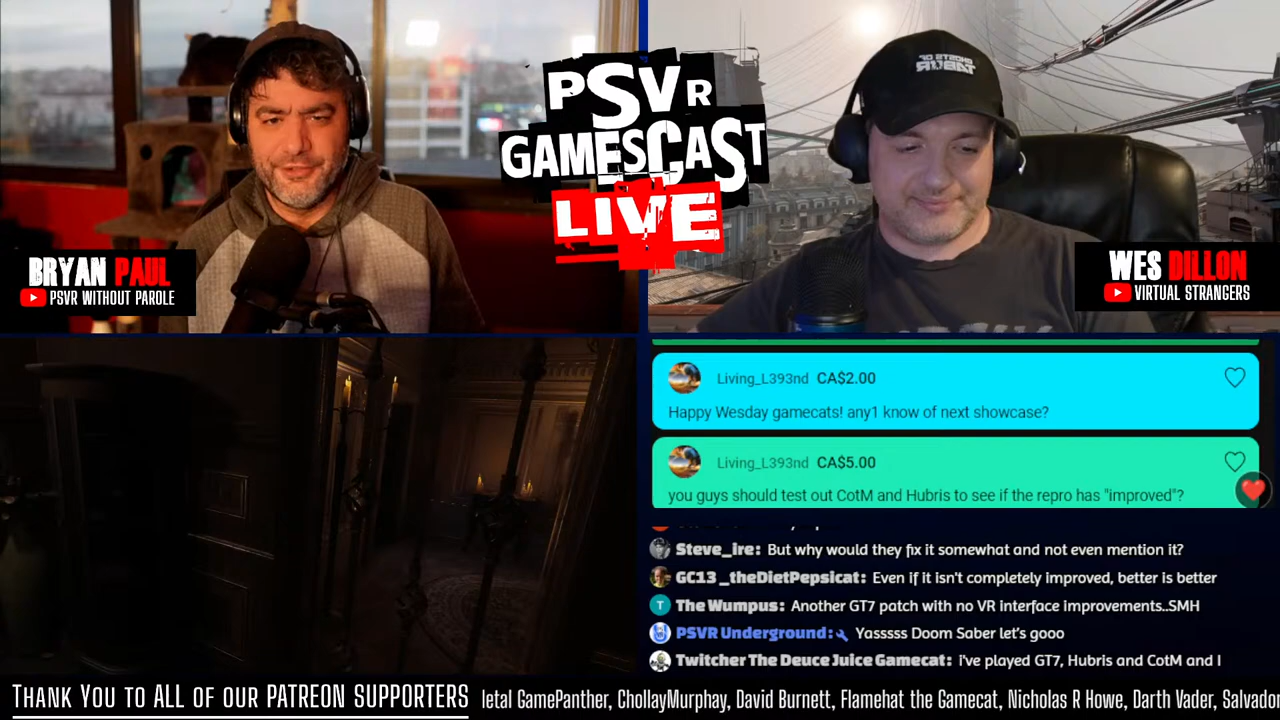 PSVR
GAMESCAST
LIVE
BRYAN PAUL
PSVR WITHOUT PAROLE
WES DILLON
VIRTUAL STRANGERS
Living_L393nd CA$2.00
Happy Wesday gamecats! any1 know of next showcase?
Living_L393nd CA$5.00
you guys should test out CotM and Hubris to see if the repro has "improved"?
Steve_ire: But why would they fix it somewhat and not even mention it?
GC13_theDietPepsicat: Even if it isn't completely improved, better is better
T The Wumpus: Another GT7 patch with no VR interface improvements..SMH
PSVR Underground: Yasssss Doom Saber let's gooo
Twitcher The Deuce Juice Gamecat: i've played GT7, Hubris and CotM and I
THANK YOU TO ALL OF OUR PATREON SUPPORTERS letal GamePanther, ChollayMurphay, David Burnett, Flamehat the Gamecat, Nicholas R Howe, Darth Vader, Salvado